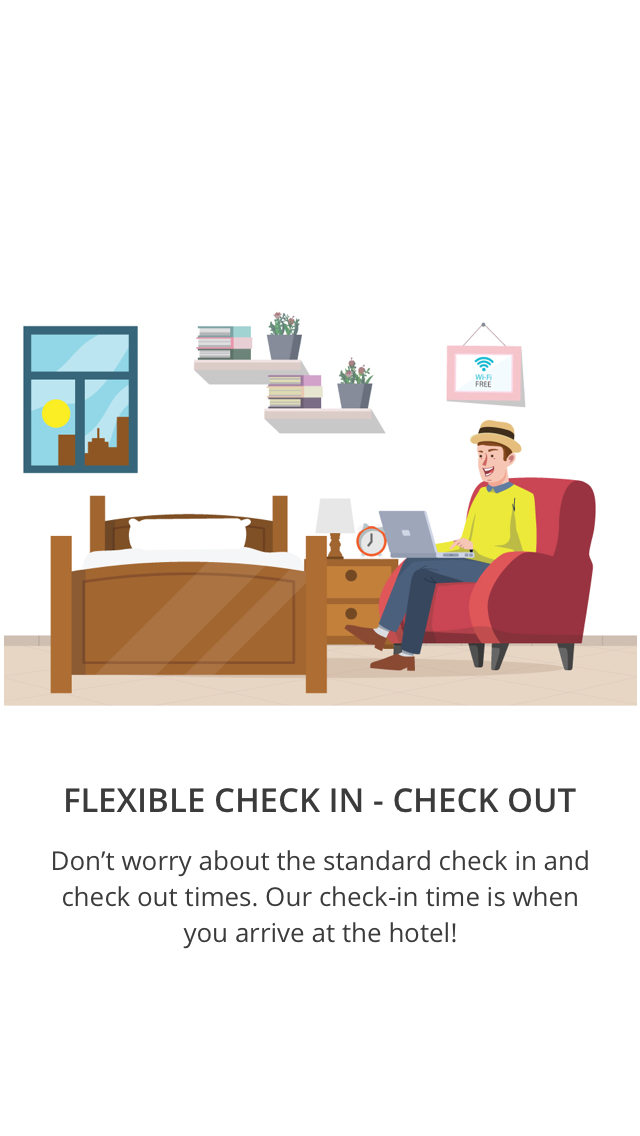 Wi-Fi
FREE
FLEXIBLE CHECK IN - CHECK OUT
Don’t worry about the standard check in and
check out times. Our check-in time is when
you arrive at the hotel!